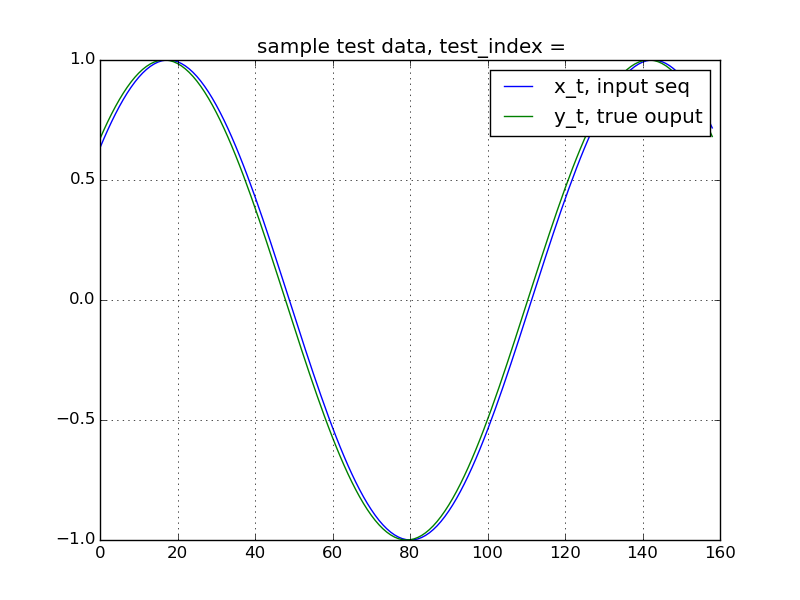 sample test data, test_index =
x_t, input seq
y_t, true ouput
1.0
0.5
0.0
−0.5
−1.0
0 20 40 60 80 100 120 140 160